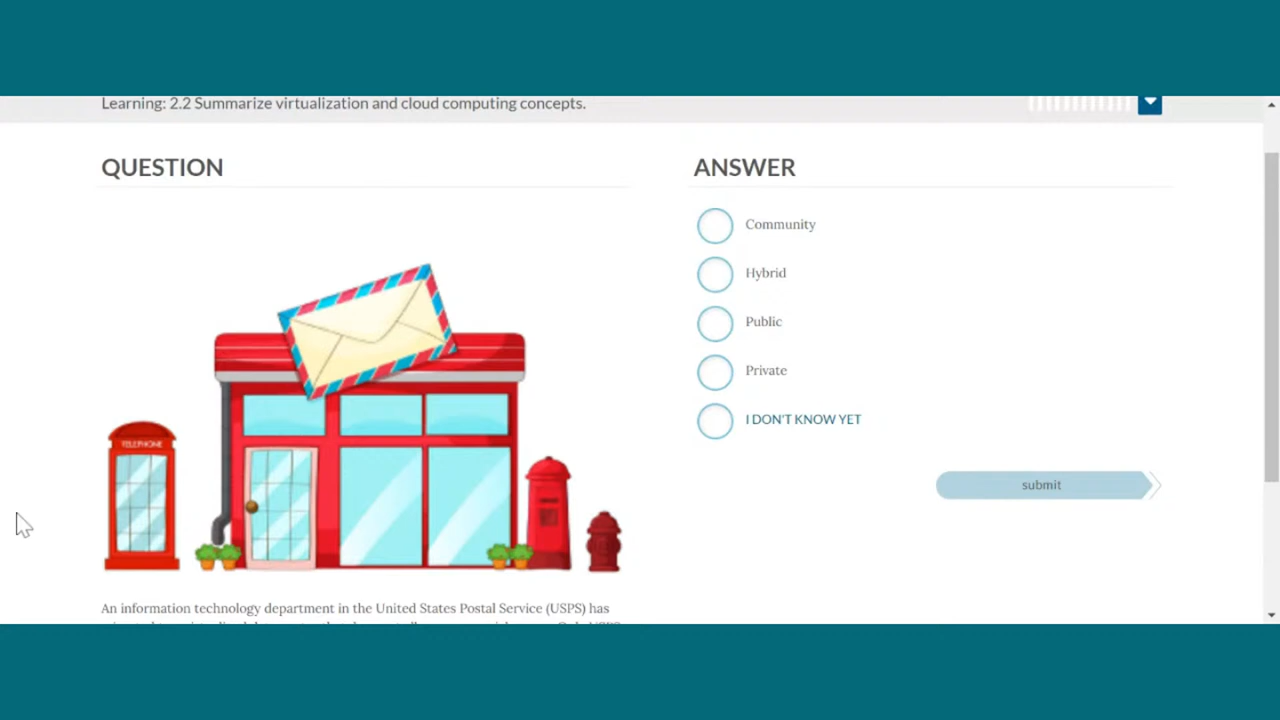 Learning: 2.2 Summarize virtualization and cloud computing concepts.
QUESTION
TELEPHONE
An information technology department in the United States Postal Service (USPS) has
ANSWER
Community
Hybrid
Public
Private
I DON'T KNOW YET
submit